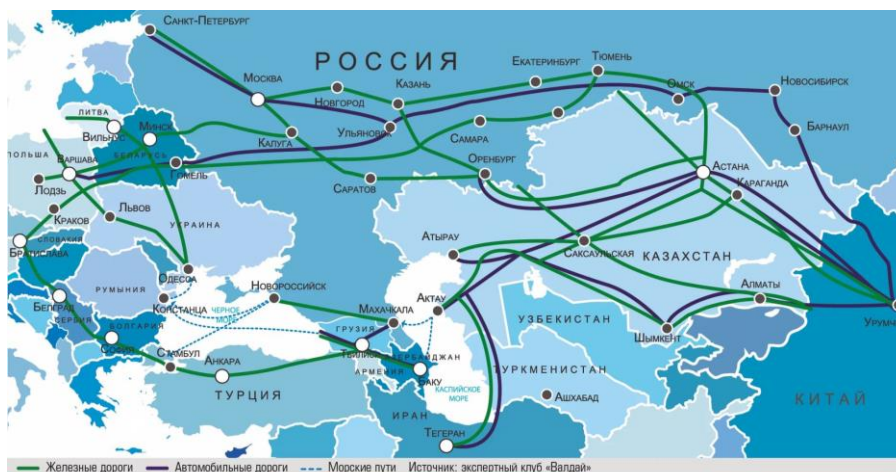 САНКТ-ПЕТЕРБУРГ
РОССИЯ
ЕКАТЕРИНБУРГ
ТЮМЕНЬ
МОСКВА
НОВГОРОД
КАЗАНЬ
ОМСК
НОВОСИБИРСК
ЛИТВА
ВИЛЬНЮС
МИНСК
БЕЛАРУСЬ
КАЛУГА
УЛЬЯНОВСК
САМАРА
БАРНАУЛ
ПОЛЬША
ВАРШАВА
ГОМЕЛЬ
ОРЕНБУРГ
АСТАНА
ЛОДЗЬ
САРАТОВ
КАРАГАНДА
КРАКОВ
ЛЬВОВ
УКРАИНА
СЛОВАКИЯ
БРАТИСЛАВА
АТЫРАУ
САКСАУЛЬСКАЯ
КАЗАХСТАН
ОДЕССА
РУМЫНИЯ
КОНСТАНЦА
НОВОРОССИЙСК
ЧЕРНОЕ МОРЕ
МАХАЧКАЛА
АКТАУ
АЛМАТЫ
УРУМЧИ
БЕЛГРАД
СЕРБИЯ
БОЛГАРИЯ
СОФИЯ
ГРУЗИЯ
ТБИЛИСИ
УЗБЕКИСТАН
ШЫМКЕНТ
СТАМБУЛ
АНКАРА
АЗЕРБАЙДЖАН
АРМЕНИЯ
БАКУ
ТУРКМЕНИСТАН
ТУРЦИЯ
КАСПИЙСКОЕ
МОРЕ
АШХАБАД
КИТАЙ
ИРАН
ТЕГЕРАН
Железные дороги Автомобильные дороги Морские пути Источник: экспертный клуб «Валдай»